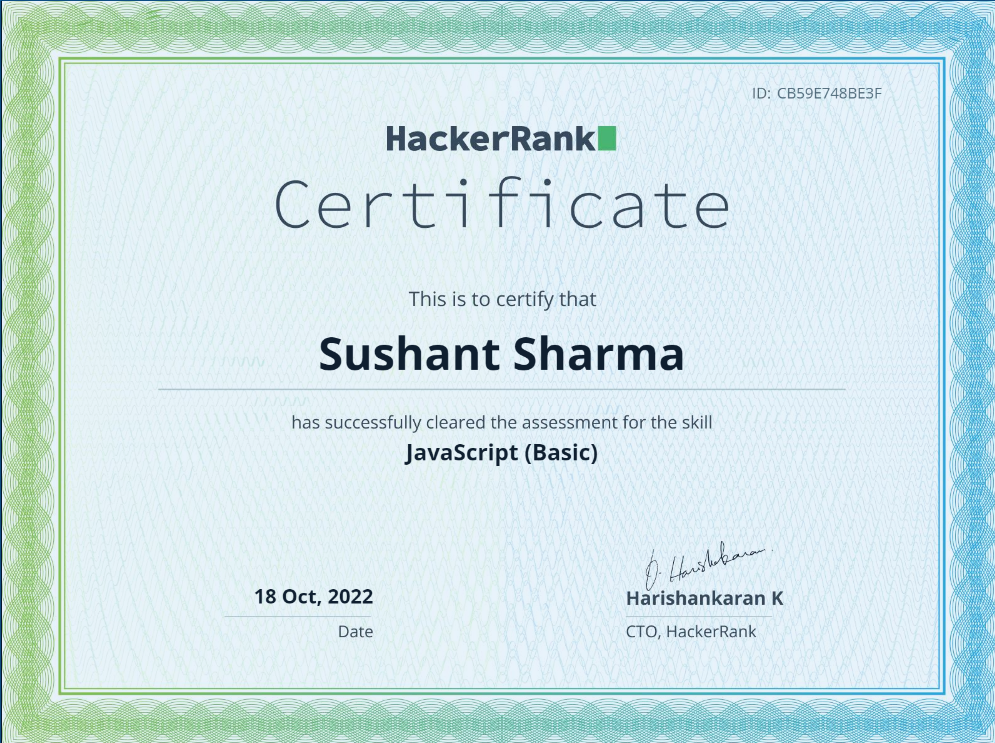 ID: CB59E748BE3F
HackerRank
Certificate
This is to certify that
Sushant Sharma
has successfully cleared the assessment for the skill
JavaScript (Basic)
18 Oct, 2022
Date
Harishankaran
Harishankaran K
CTO, HackerRank